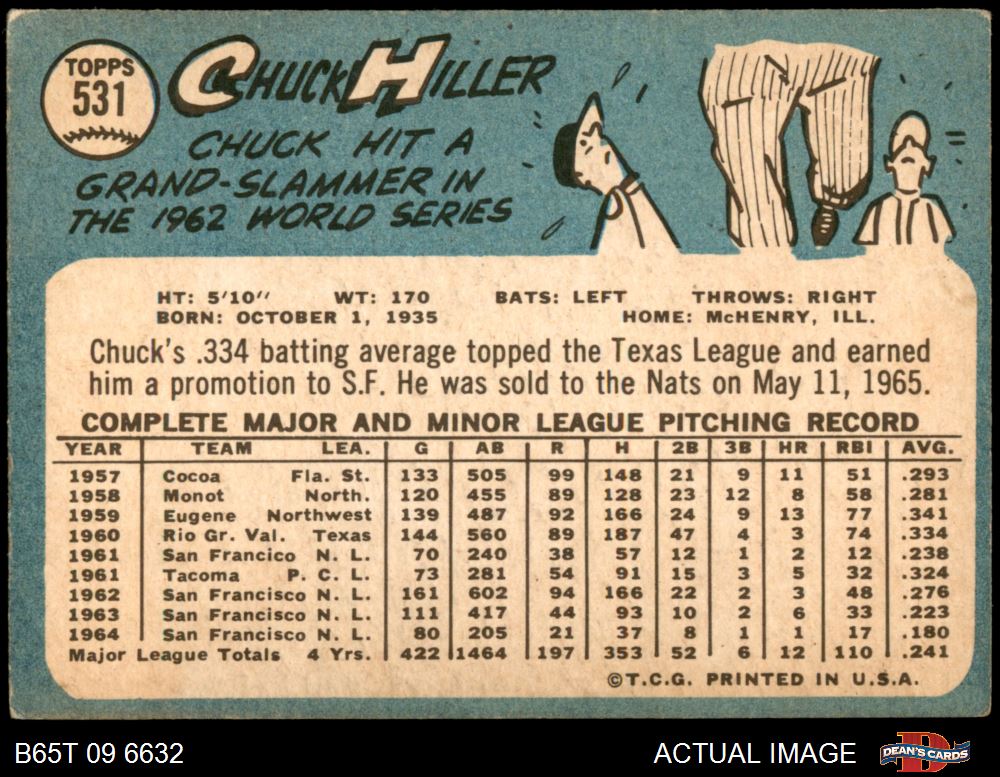 TOPPS
531
CHUCK HILLER
CHUCK HIT A
GRAND-SLAMMER IN
THE 1962 WORLD SERIES
HT: 5'10" WT: 170 BATS: LEFT THROWS: RIGHT
BORN: OCTOBER 1, 1935 HOME: McHENRY, ILL.
Chuck's .334 batting average topped the Texas League and earned
him a promotion to S.F. He was sold to the Nats on May 11, 1965.
COMPLETE MAJOR AND MINOR LEAGUE PITCHING RECORD
YEAR TEAM LEA. G AB R H 2B 3B HR RBI AVG.
1957 Cocoa Fla. St. 133 505 99 148 21 9 11 51 .293
1958 Monot North. 120 455 89 128 23 12 8 58 .281
1959 Eugene Northwest 139 487 92 166 24 9 13 77 .341
1960 Rio Gr. Val. Texas 144 560 89 187 47 4 3 74 .334
1961 San Francico N. L. 70 240 38 57 12 1 2 12 .238
1961 Tacoma P. C. L. 73 281 54 91 15 3 5 32 .324
1962 San Francisco N. L. 161 602 94 166 22 2 3 48 .276
1963 San Francisco N. L. 111 417 44 93 10 2 6 33 .223
1964 San Francisco N. L. 80 205 21 37 8 1 1 17 .180
Major League Totals 4 Yrs. 422 1464 197 353 52 6 12 110 .241
©T.C.G. PRINTED IN U.S.A.
B65T 09 6632 ACTUAL IMAGE DEAN'S CARDS